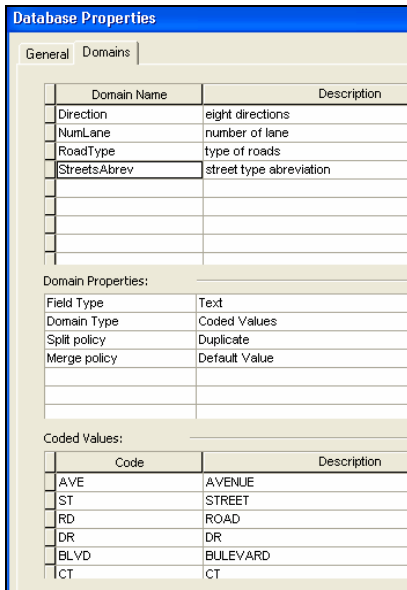 Database Properties
General Domains
Domain Name Description
Direction eight directions
NumLane number of lane
RoadType type of roads
StreetsAbrev street type abreviation
Domain Properties:
Field Type Text
Domain Type Coded Values
Split policy Duplicate
Merge policy Default Value
Coded Values:
Code Description
AVE AVENUE
ST STREET
RD ROAD
DR DR
BLVD BULEVARD
CT CT